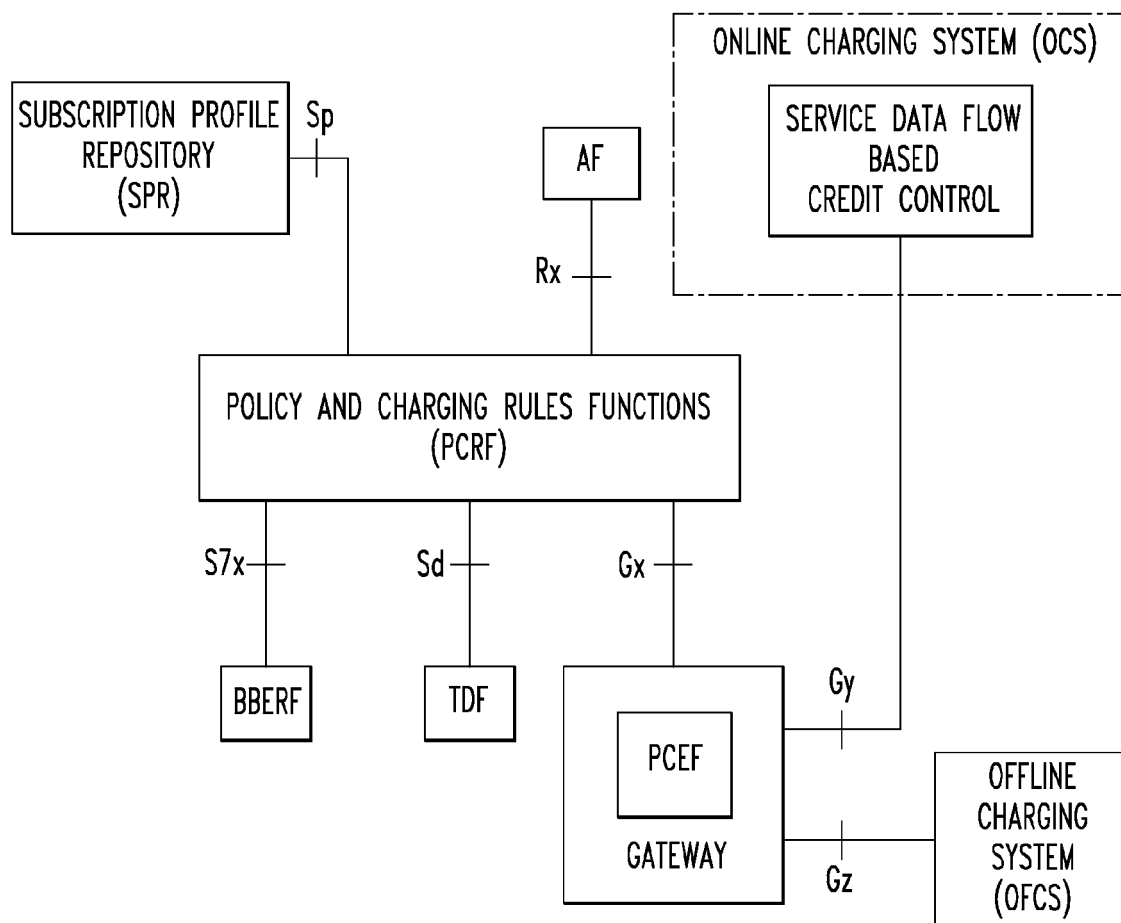 ONLINE CHARGING SYSTEM (OCS)
SUBSCRIPTION PROFILE
REPOSITORY
(SPR)
Sp
AF
SERVICE DATA FLOW
BASED
CREDIT CONTROL
Rx
POLICY AND CHARGING RULES FUNCTIONS
(PCRF)
S7x
Sd
Gx
BBERF
TDF
PCEF
GATEWAY
Gy
Gz
OFFLINE
CHARGING
SYSTEM
(OFCS)